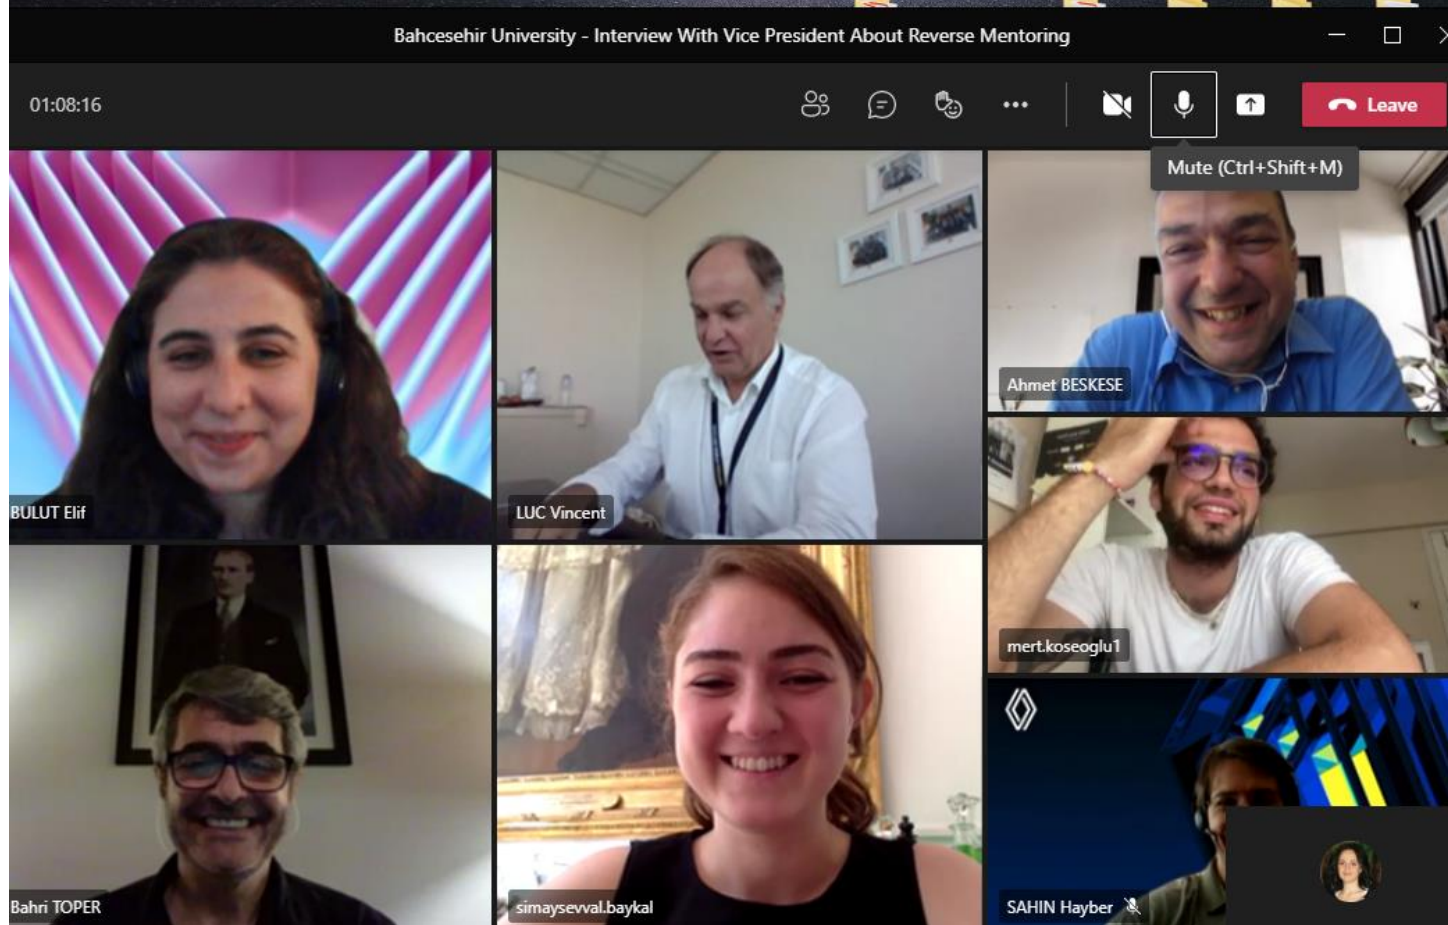 Bahcesehir University - Interview With Vice President About Reverse Mentoring
01:08:16
Leave
Mute (Ctrl+Shift+M)
BULUT Elif
LUC Vincent
Ahmet BESKESE
mert.koseoglu1
Bahri TOPER
simaysevval.baykal
SAHIN Hayber